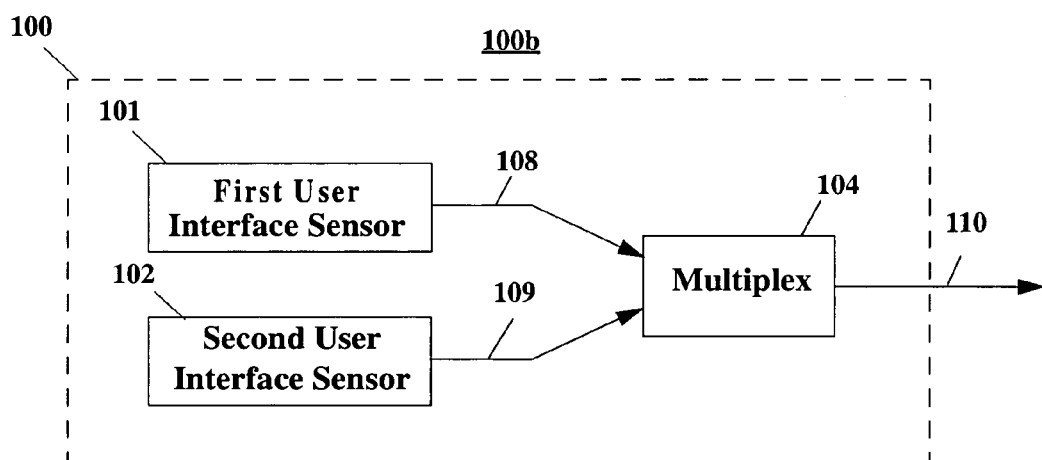 100
100b
101
First User
Interface Sensor
108
104
110
Multiplex
102
109
Second User
Interface Sensor